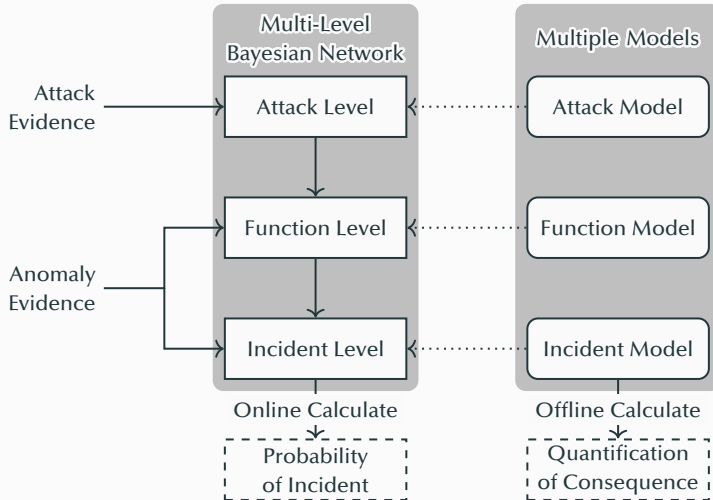 Multi-Level
Bayesian Network
Multiple Models
Attack
Evidence
Attack Level
Attack Model
Function Level
Function Model
Anomaly
Evidence
Incident Level
Incident Model
Online Calculate
Offline Calculate
Probability
of Incident
Quantification
of Consequence